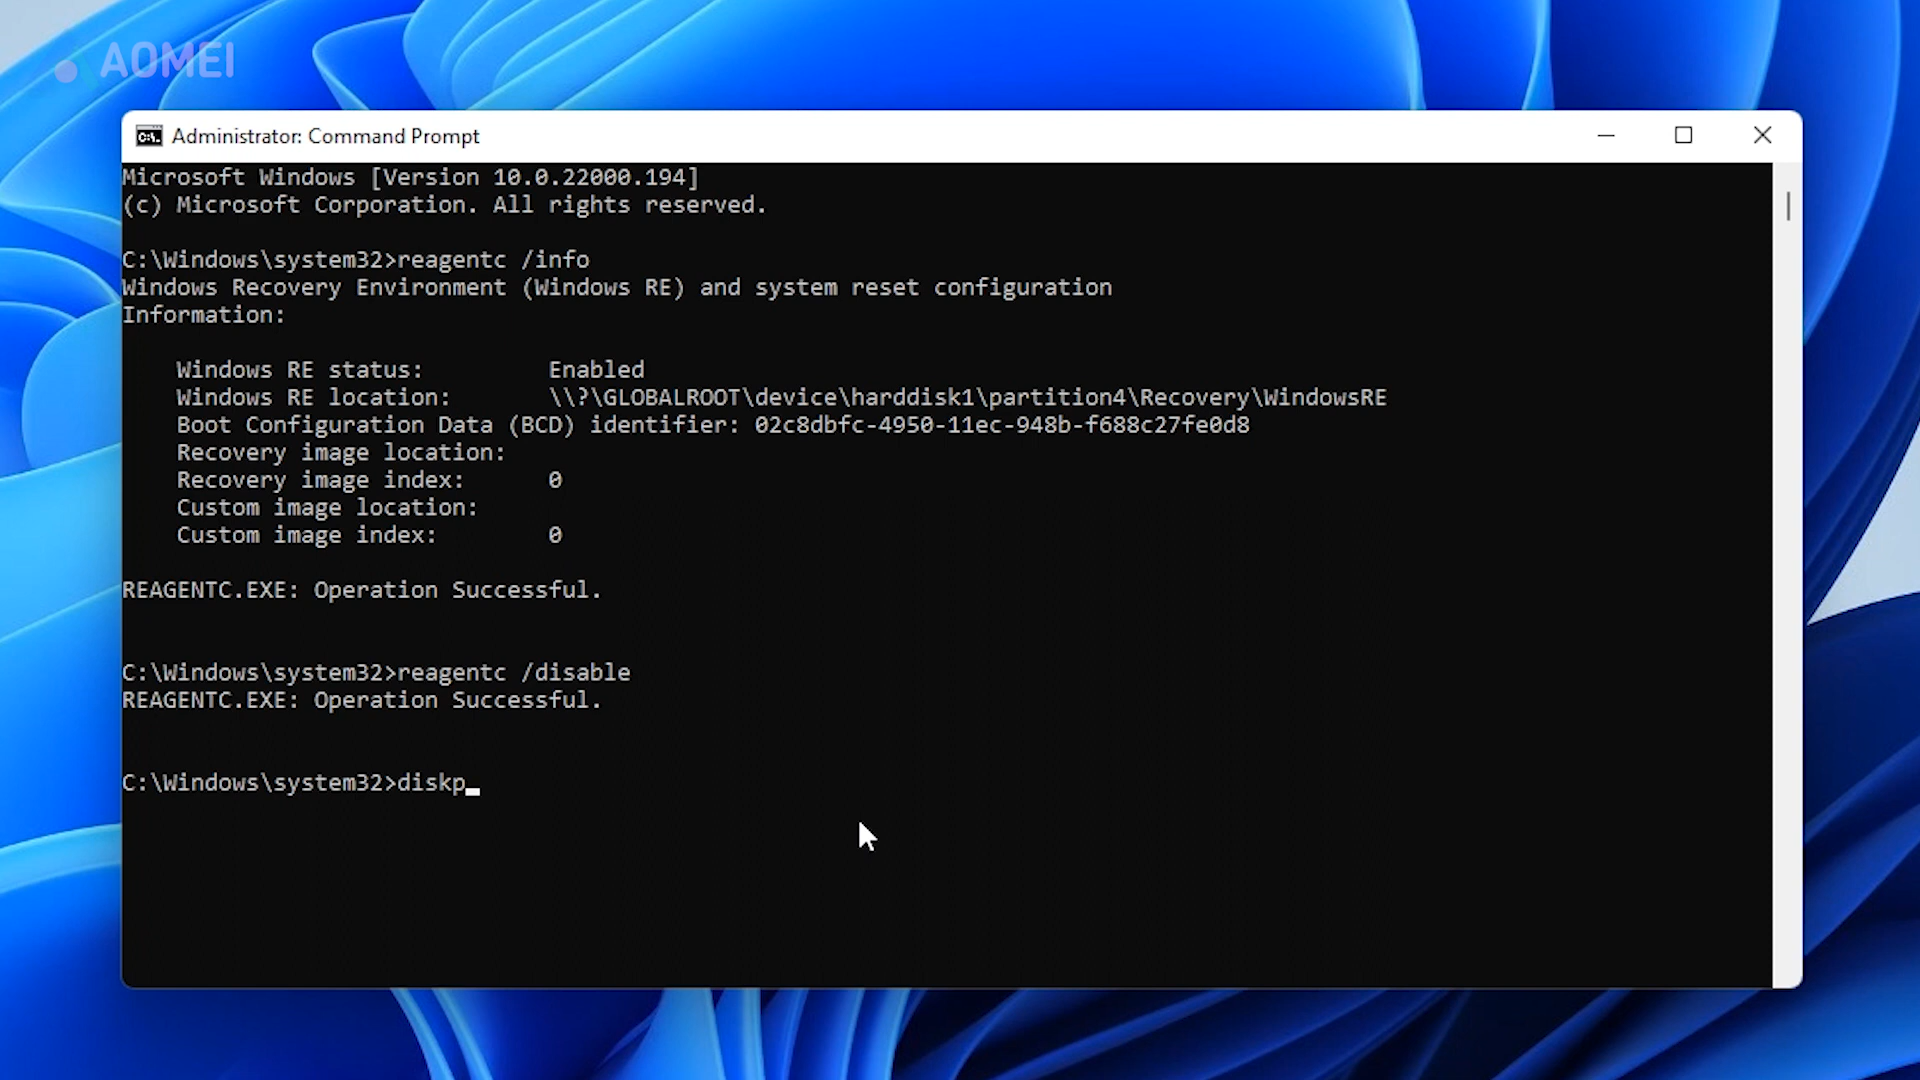 AOMEI
Administrator: Command Prompt
Microsoft Windows [Version 10.0.22000.194]
(c) Microsoft Corporation. All rights reserved.
C:\Windows\system32>reagentc /info
Windows Recovery Environment (Windows RE) and system reset configuration
Information:
Windows RE status: Enabled
Windows RE location: \\?\GLOBALROOT\device\harddisk1\partition4\Recovery\WindowsRE
Boot Configuration Data (BCD) identifier: 02c8dbfc-4950-11ec-948b-f688c27fe0d8
Recovery image location:
Recovery image index: 0
Custom image location:
Custom image index: 0
REAGENTC.EXE: Operation Successful.
C:\Windows\system32>reagentc /disable
REAGENTC.EXE: Operation Successful.
C:\Windows\system32>diskp